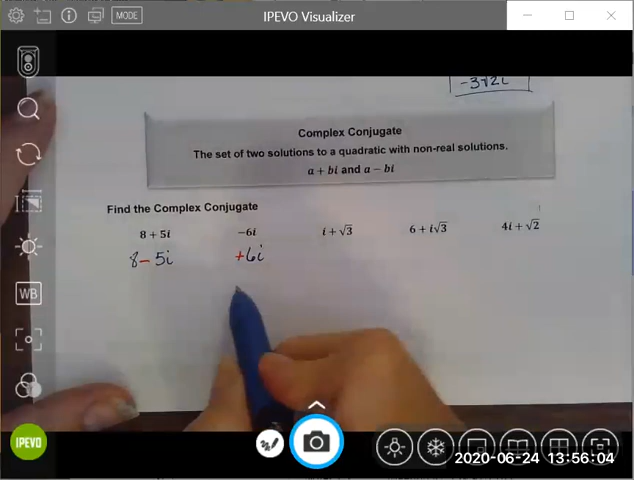 IPEVO Visualizer
MODE
-3√2i
Complex Conjugate
The set of two solutions to a quadratic with non-real solutions.
a + bi and a − bi
Find the Complex Conjugate
8 + 5i −6i i + √3 6 + i√3 4i + √2
8 − 5i +6i
WB
IPEVO
2020-06-24 13:56:04